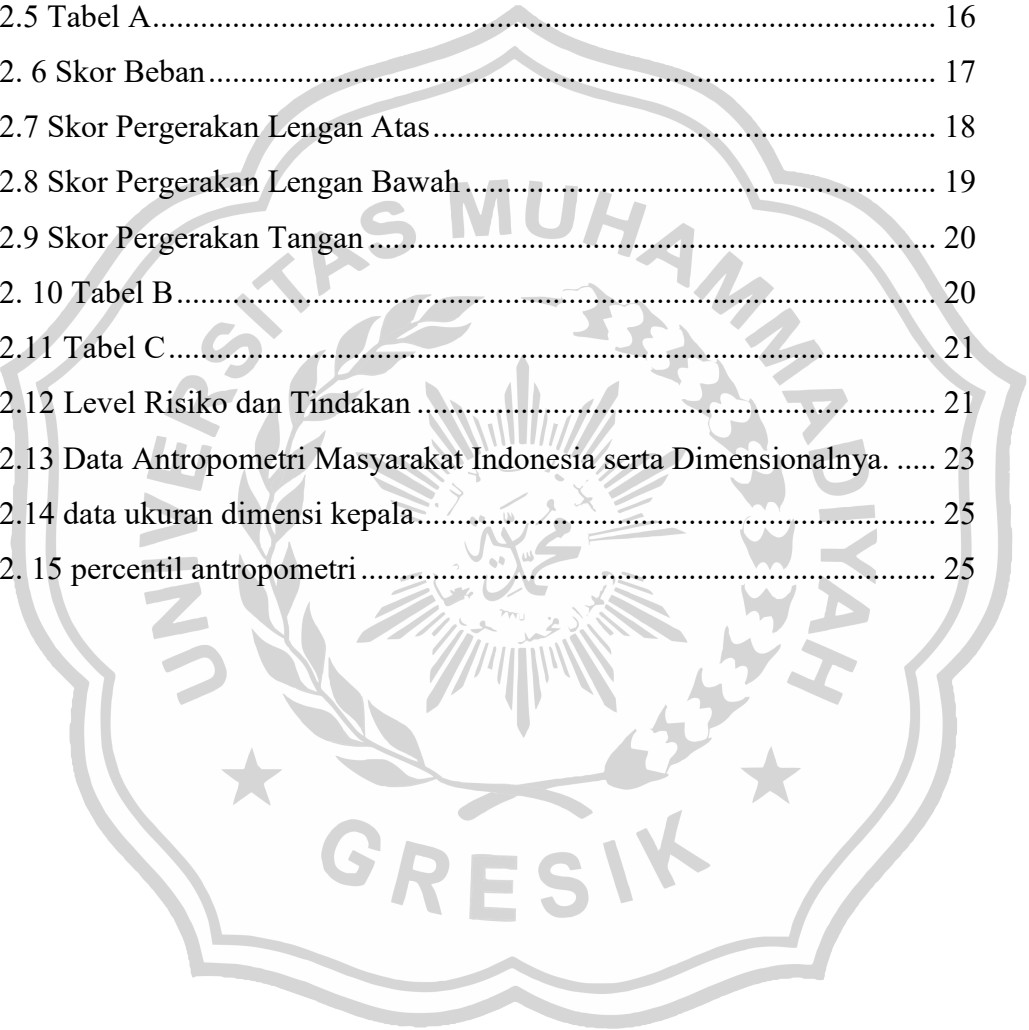 2.5 Tabel A.......................................................................................................... 16
2. 6 Skor Beban................................................................................................... 17
2.7 Skor Pergerakan Lengan Atas....................................................................... 18
2.8 Skor Pergerakan Lengan Bawah................................................................... 19
2.9 Skor Pergerakan Tangan............................................................................... 20
2. 10 Tabel B....................................................................................................... 20
2.11 Tabel C........................................................................................................ 21
2.12 Level Risiko dan Tindakan......................................................................... 21
2.13 Data Antropometri Masyarakat Indonesia serta Dimensionalnya. ..... 23
2.14 data ukuran dimensi kepala......................................................................... 25
2. 15 percentil antropometri................................................................................ 25
UNIVERSITAS MUHAMMADIYAH
GRESIK